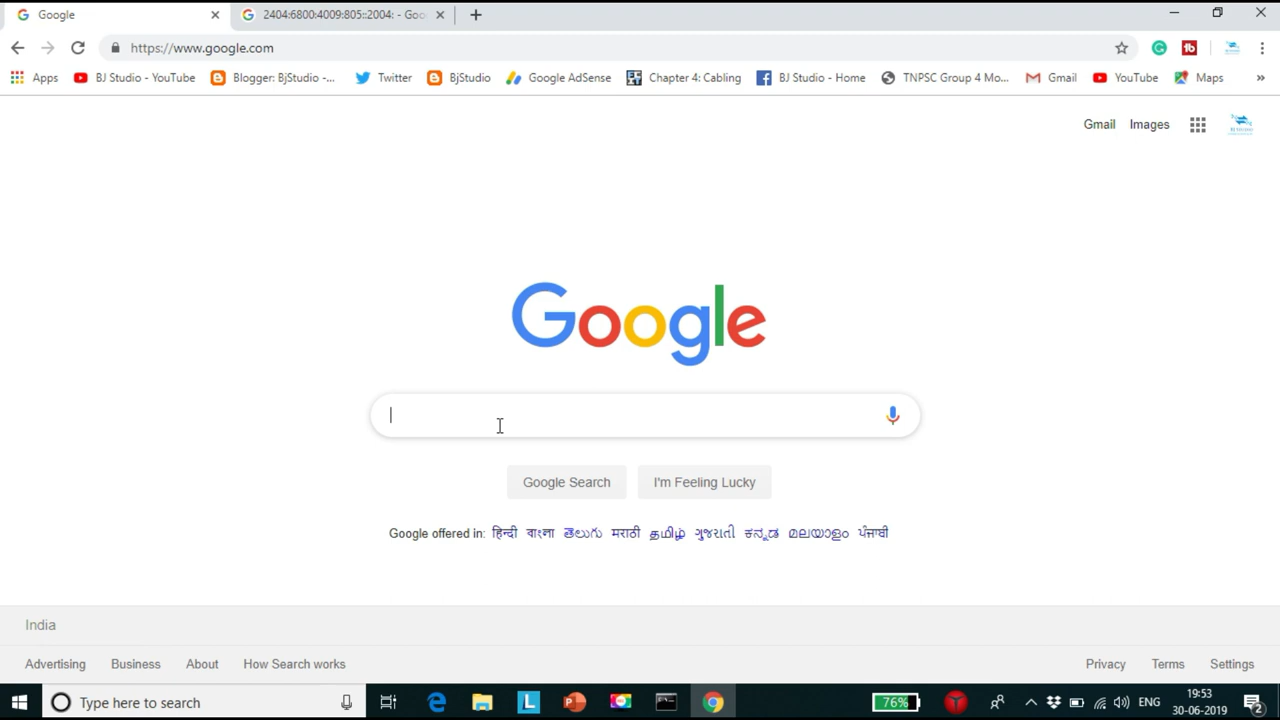 Google
2404:6800:4009:805::2004: - Goo
https://www.google.com
Apps BJ Studio - YouTube Blogger: BjStudio -... Twitter BjStudio Google AdSense Chapter 4: Cabling BJ Studio - Home TNPSC Group 4 Mo... Gmail YouTube Maps »
Gmail Images
Google
Google Search I'm Feeling Lucky
Google offered in: हिन्दी বাংলা తెలుగు मराठी தமிழ் ગુજરાતી ಕನ್ನಡ മലയാളം ਪੰਜਾਬੀ
India
Advertising Business About How Search works Privacy Terms Settings
Type here to search 76% ENG 19:53
30-06-2019 2